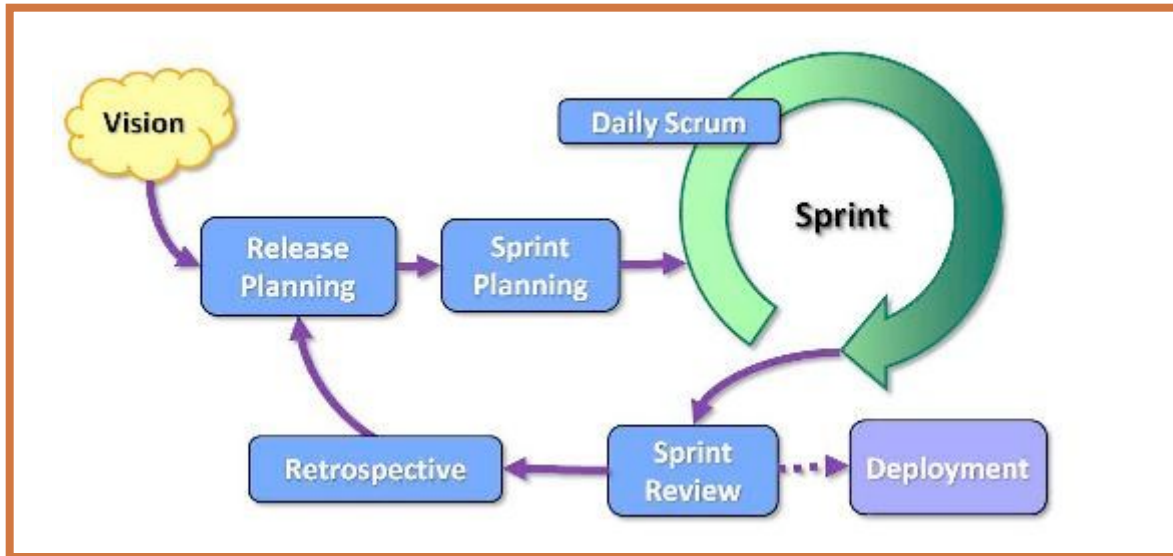 Vision
Daily Scrum
Sprint
Release
Planning
Sprint
Planning
Retrospective
Sprint
Review
Deployment